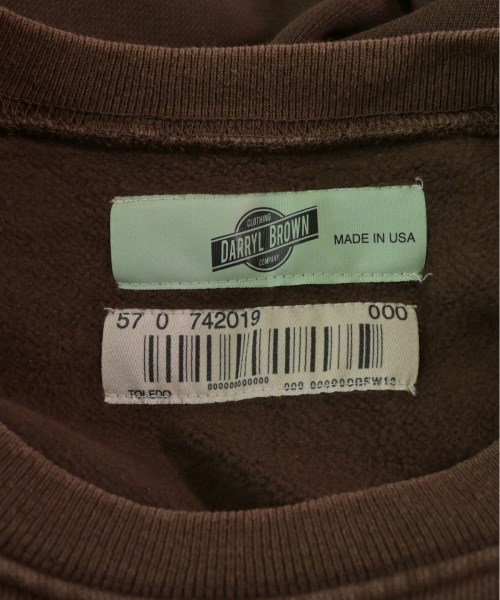 CLOTHING
DARRYL BROWN
COMPANY
MADE IN USA
57 0 742019 000
TOLEDO